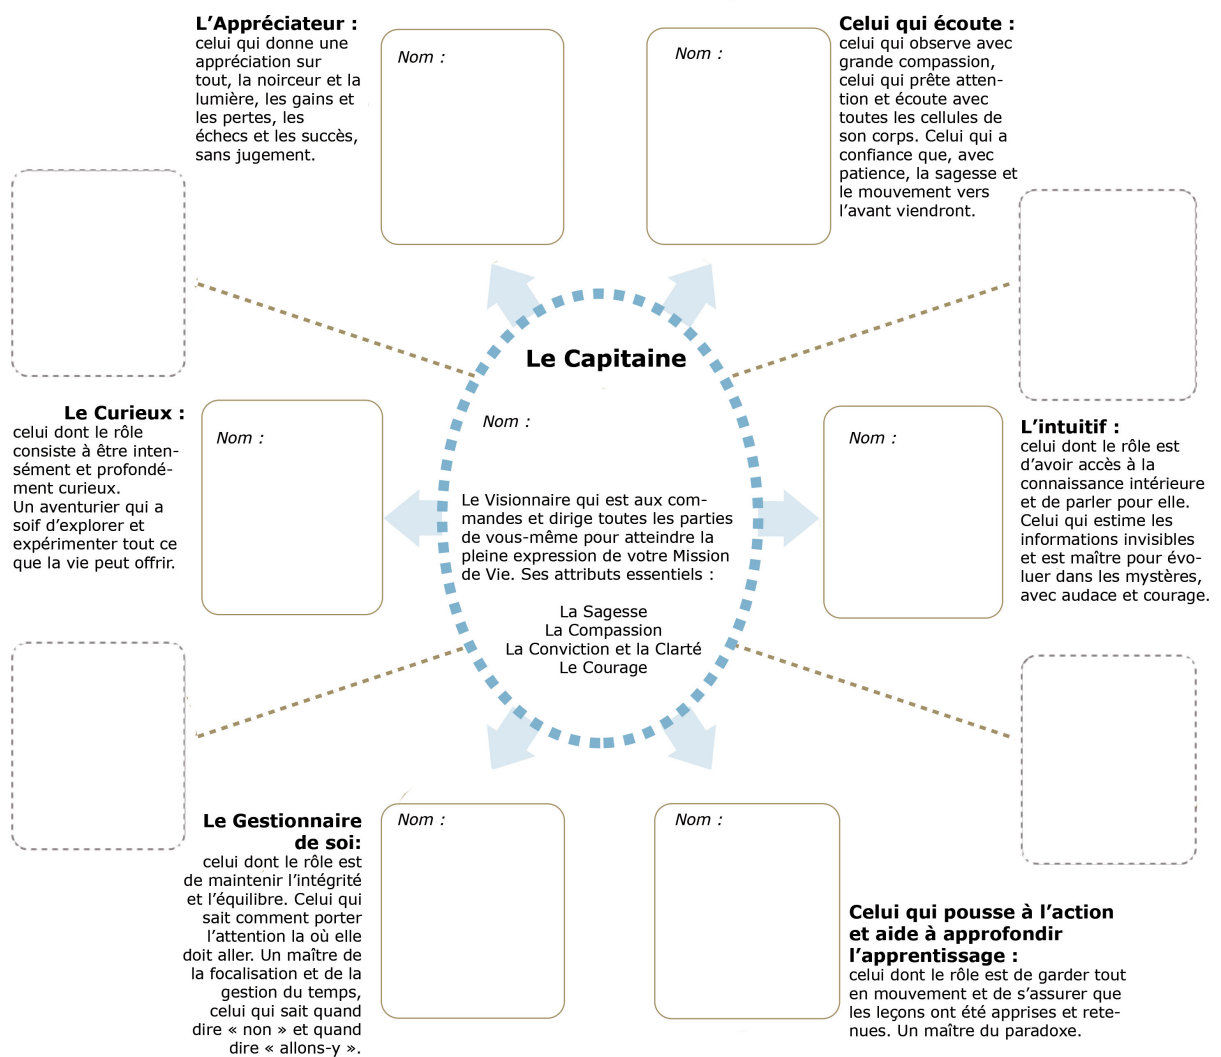 L’Appréciateur :
celui qui donne une
appréciation sur
tout, la noirceur et la
lumière, les gains et
les pertes, les
échecs et les succès,
sans jugement.
Nom :
Nom :
Celui qui écoute :
celui qui observe avec
grande compassion,
celui qui prête atten-
tion et écoute avec
toutes les cellules de
son corps. Celui qui a
confiance que, avec
patience, la sagesse et
le mouvement vers
l’avant viendront.
Le Capitaine
Nom :
Le Visionnaire qui est aux com-
mandes et dirige toutes les parties
de vous-même pour atteindre la
pleine expression de votre Mission
de Vie. Ses attributs essentiels :
La Sagesse
La Compassion
La Conviction et la Clarté
Le Courage
Le Curieux :
celui dont le rôle
consiste à être inten-
sément et profondé-
ment curieux.
Un aventurier qui a
soif d’explorer et
expérimenter tout ce
que la vie peut offrir.
Nom :
Nom :
L’intuitif :
celui dont le rôle est
d’avoir accès à la
connaissance intérieure
et de parler pour elle.
Celui qui estime les
informations invisibles
et est maître pour évo-
luer dans les mystères,
avec audace et courage.
Le Gestionnaire
de soi:
celui dont le rôle est
de maintenir l’intégrité
et l’équilibre. Celui qui
sait comment porter
l’attention la où elle
doit aller. Un maître de
la focalisation et de la
gestion du temps,
celui qui sait quand
dire « non » et quand
dire « allons-y ».
Nom :
Nom :
Celui qui pousse à l’action
et aide à approfondir
l’apprentissage :
celui dont le rôle est de garder tout
en mouvement et de s’assurer que
les leçons ont été apprises et rete-
nues. Un maître du paradoxe.